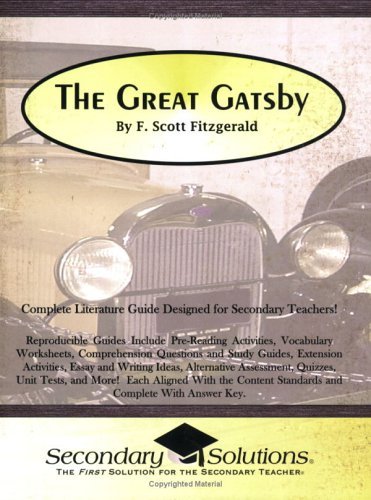 The Great Gatsby
By F. Scott Fitzgerald
Complete Literature Guide Designed for Secondary Teachers!
Reproducible Guides Include Pre-Reading Activities, Vocabulary
Worksheets, Comprehension Questions and Study Guides, Extension
Activities, Essay and Writing Ideas, Alternative Assessment, Quizzes,
Unit Tests, and More! Each Aligned With the Content Standards and
Complete With Answer Key.
Secondary Solutions®
The First Solution for the Secondary Teacher®
Copyrighted Material
Copyrighted Material